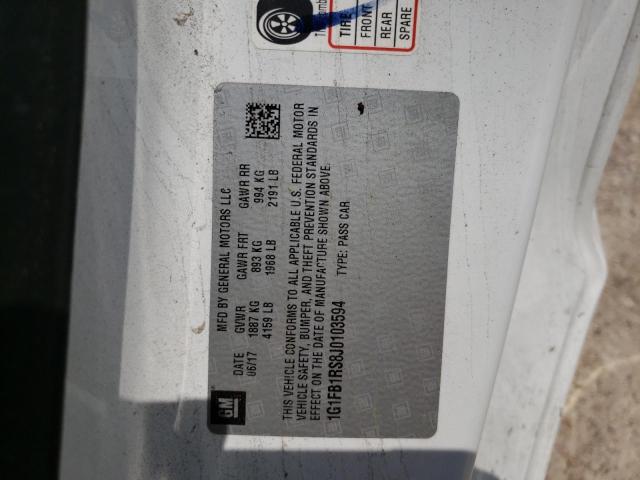 MFD BY GENERAL MOTORS LLC
DATE GVWR GAWR FRT GAWR RR
06/17 1887 KG 893 KG 994 KG
4159 LB 1968 LB 2191 LB
THIS VEHICLE CONFORMS TO ALL APPLICABLE U.S. FEDERAL MOTOR
VEHICLE SAFETY, BUMPER, AND THEFT PREVENTION STANDARDS IN
EFFECT ON THE DATE OF MANUFACTURE SHOWN ABOVE.
1G1FB1RS8J0103594 TYPE: PASS CAR
GM
TIRE
FRONT
REAR
SPARE